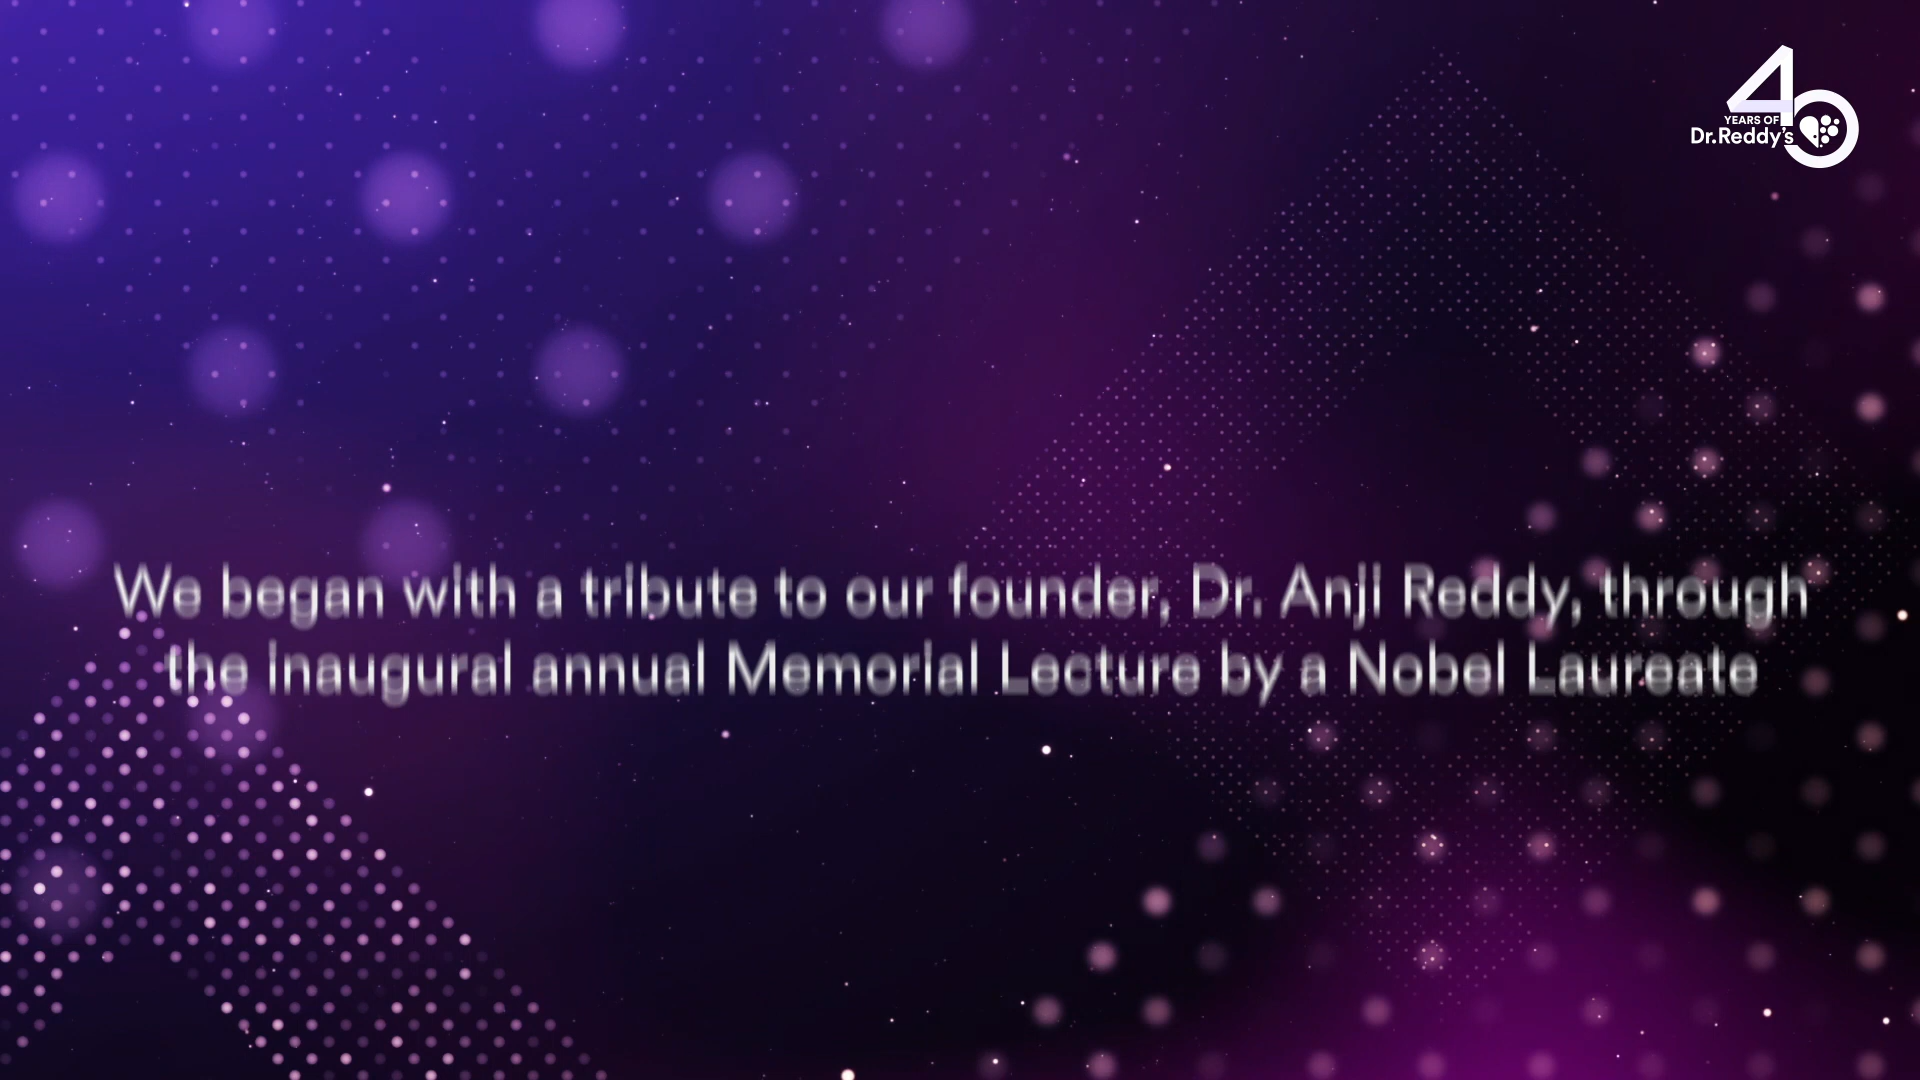 40
YEARS OF
Dr.Reddy's
We began with a tribute to our founder, Dr. Anji Reddy, through
the inaugural annual Memorial Lecture by a Nobel Laureate